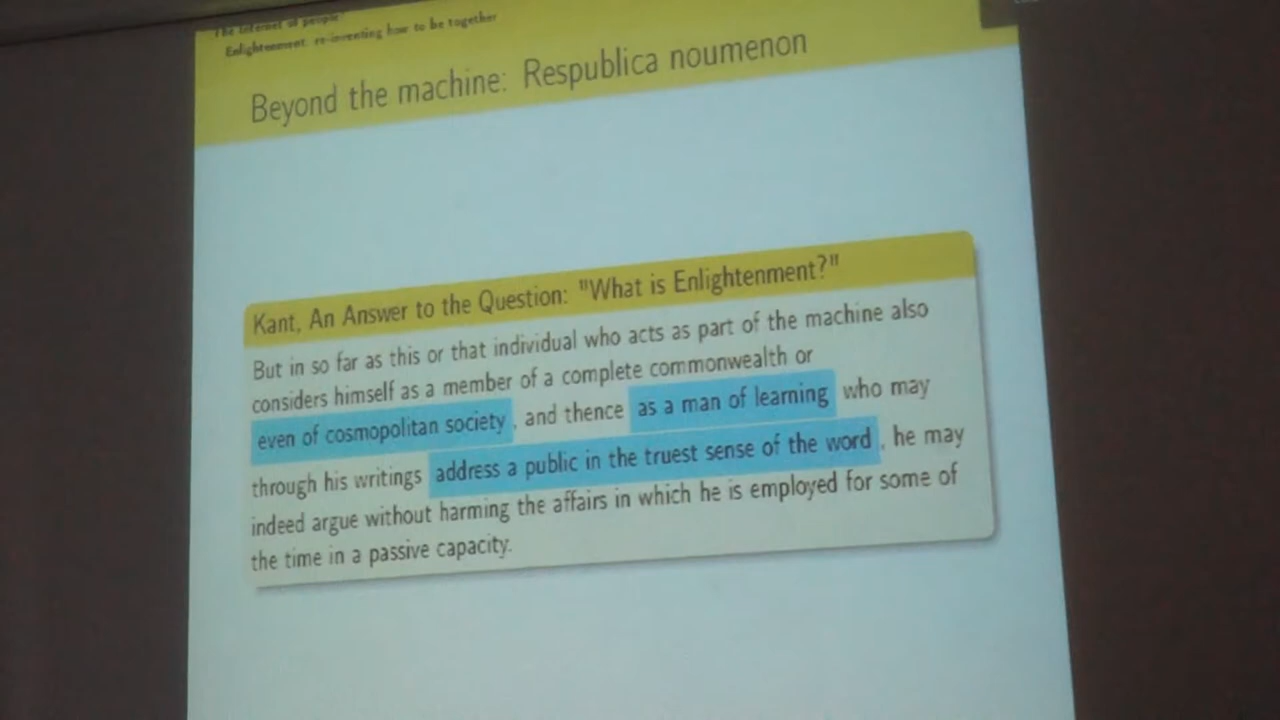 The Internet of people
Enlightenment: re-inventing how to be together
Beyond the machine: Respublica noumenon
Kant, An Answer to the Question: "What is Enlightenment?"
But in so far as this or that individual who acts as part of the machine also
considers himself as a member of a complete commonwealth or
even of cosmopolitan society , and thence as a man of learning who may
through his writings address a public in the truest sense of the word , he may
indeed argue without harming the affairs in which he is employed for some of
the time in a passive capacity.